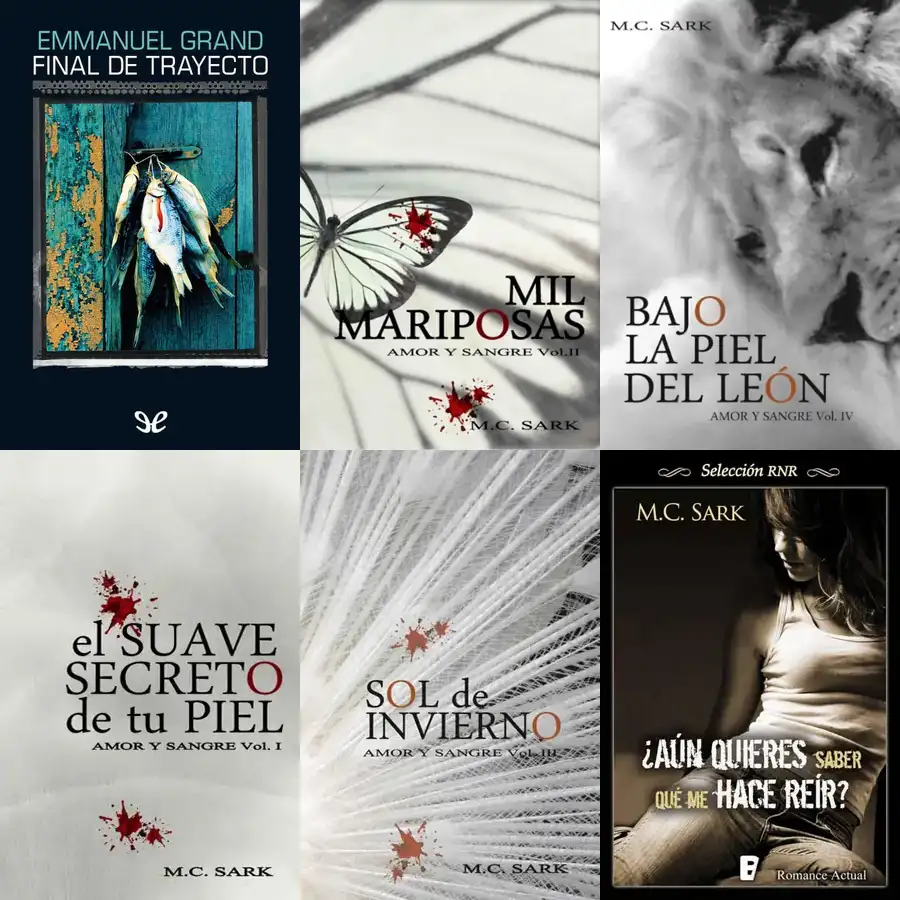 EMMANUEL GRAND
FINAL DE TRAYECTO
MIL
MARIPOSAS
AMOR Y SANGRE Vol.II
M.C. SARK
M.C. SARK
BAJO
LA PIEL
DEL LEÓN
AMOR Y SANGRE Vol. IV
el SUAVE
SECRETO
de tu PIEL
AMOR Y SANGRE Vol. I
M.C. SARK
SOL de
INVIERNO
AMOR Y SANGRE Vol. III
M.C. SARK
Selección RNR
M.C. SARK
¿AÚN QUIERES SABER
QUÉ ME HACE REÍR?
B
Romance Actual